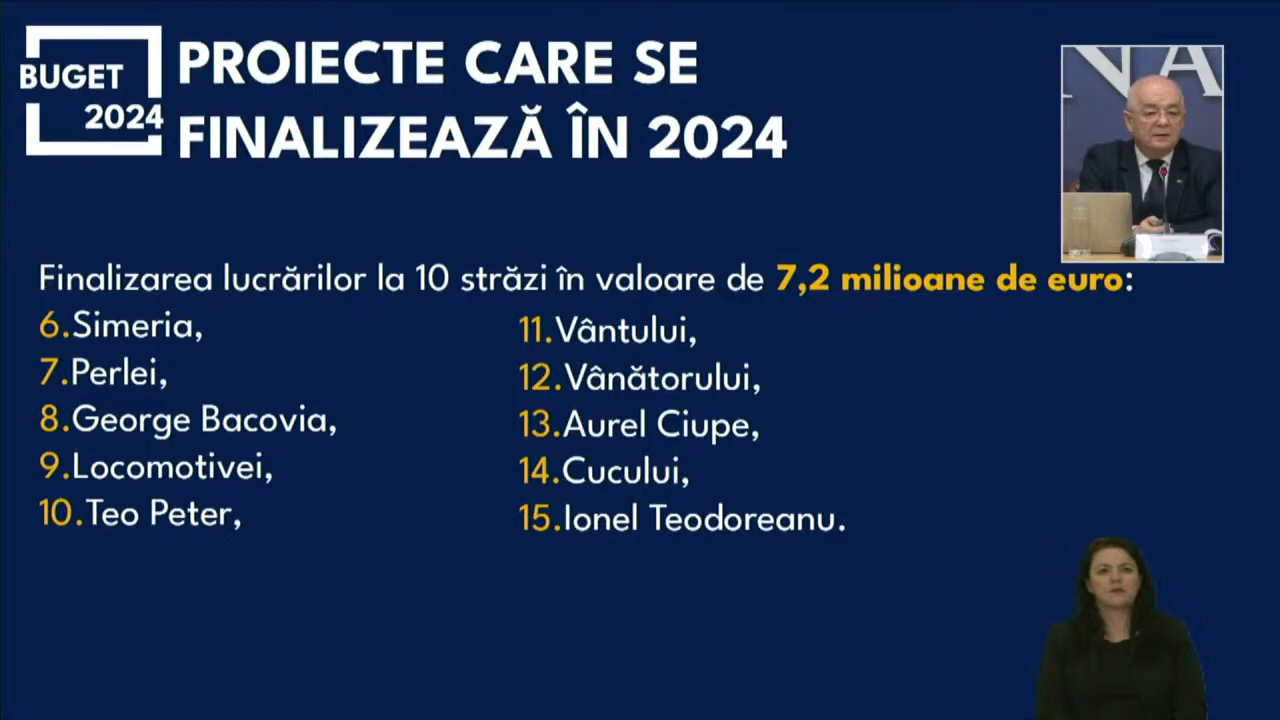 BUGET
2024
PROIECTE CARE SE
FINALIZEAZĂ ÎN 2024
NA
Finalizarea lucrărilor la 10 străzi în valoare de 7,2 milioane de euro:
6.Simeria,
7.Perlei,
8.George Bacovia,
9.Locomotivei,
10.Teo Peter,
11.Vântului,
12.Vânătorului,
13.Aurel Ciupe,
14.Cucului,
15.Ionel Teodoreanu.